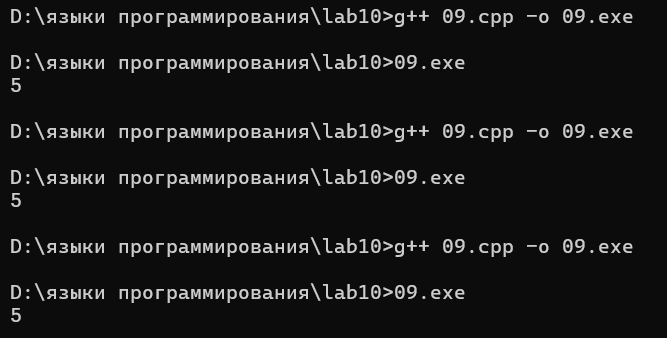 D:\языки программирования\lab10>g++ 09.cpp -o 09.exe
D:\языки программирования\lab10>09.exe
5
D:\языки программирования\lab10>g++ 09.cpp -o 09.exe
D:\языки программирования\lab10>09.exe
5
D:\языки программирования\lab10>g++ 09.cpp -o 09.exe
D:\языки программирования\lab10>09.exe
5